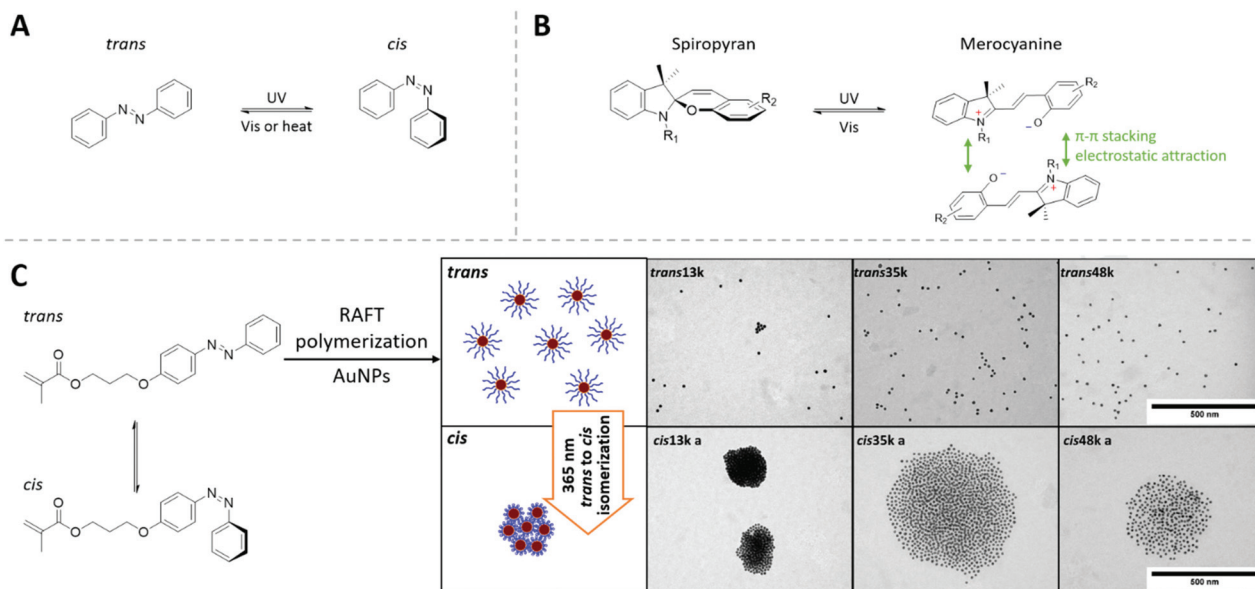 A
trans
cis
N
N
N
N
UV
Vis or heat
B
Spiropyran
Merocyanine
N
R1
O
R2
UV
Vis
N
+
R1
−
O
R2
π-π stacking
electrostatic attraction
O
−
R2
R1
N
+
C
trans
O
O
O
N
N
cis
O
O
O
N
N
RAFT
polymerization
AuNPs
trans
cis
365 nm
trans to cis
isomerization
trans13k
trans35k
trans48k
500 nm
cis13k a
cis35k a
cis48k a
500 nm